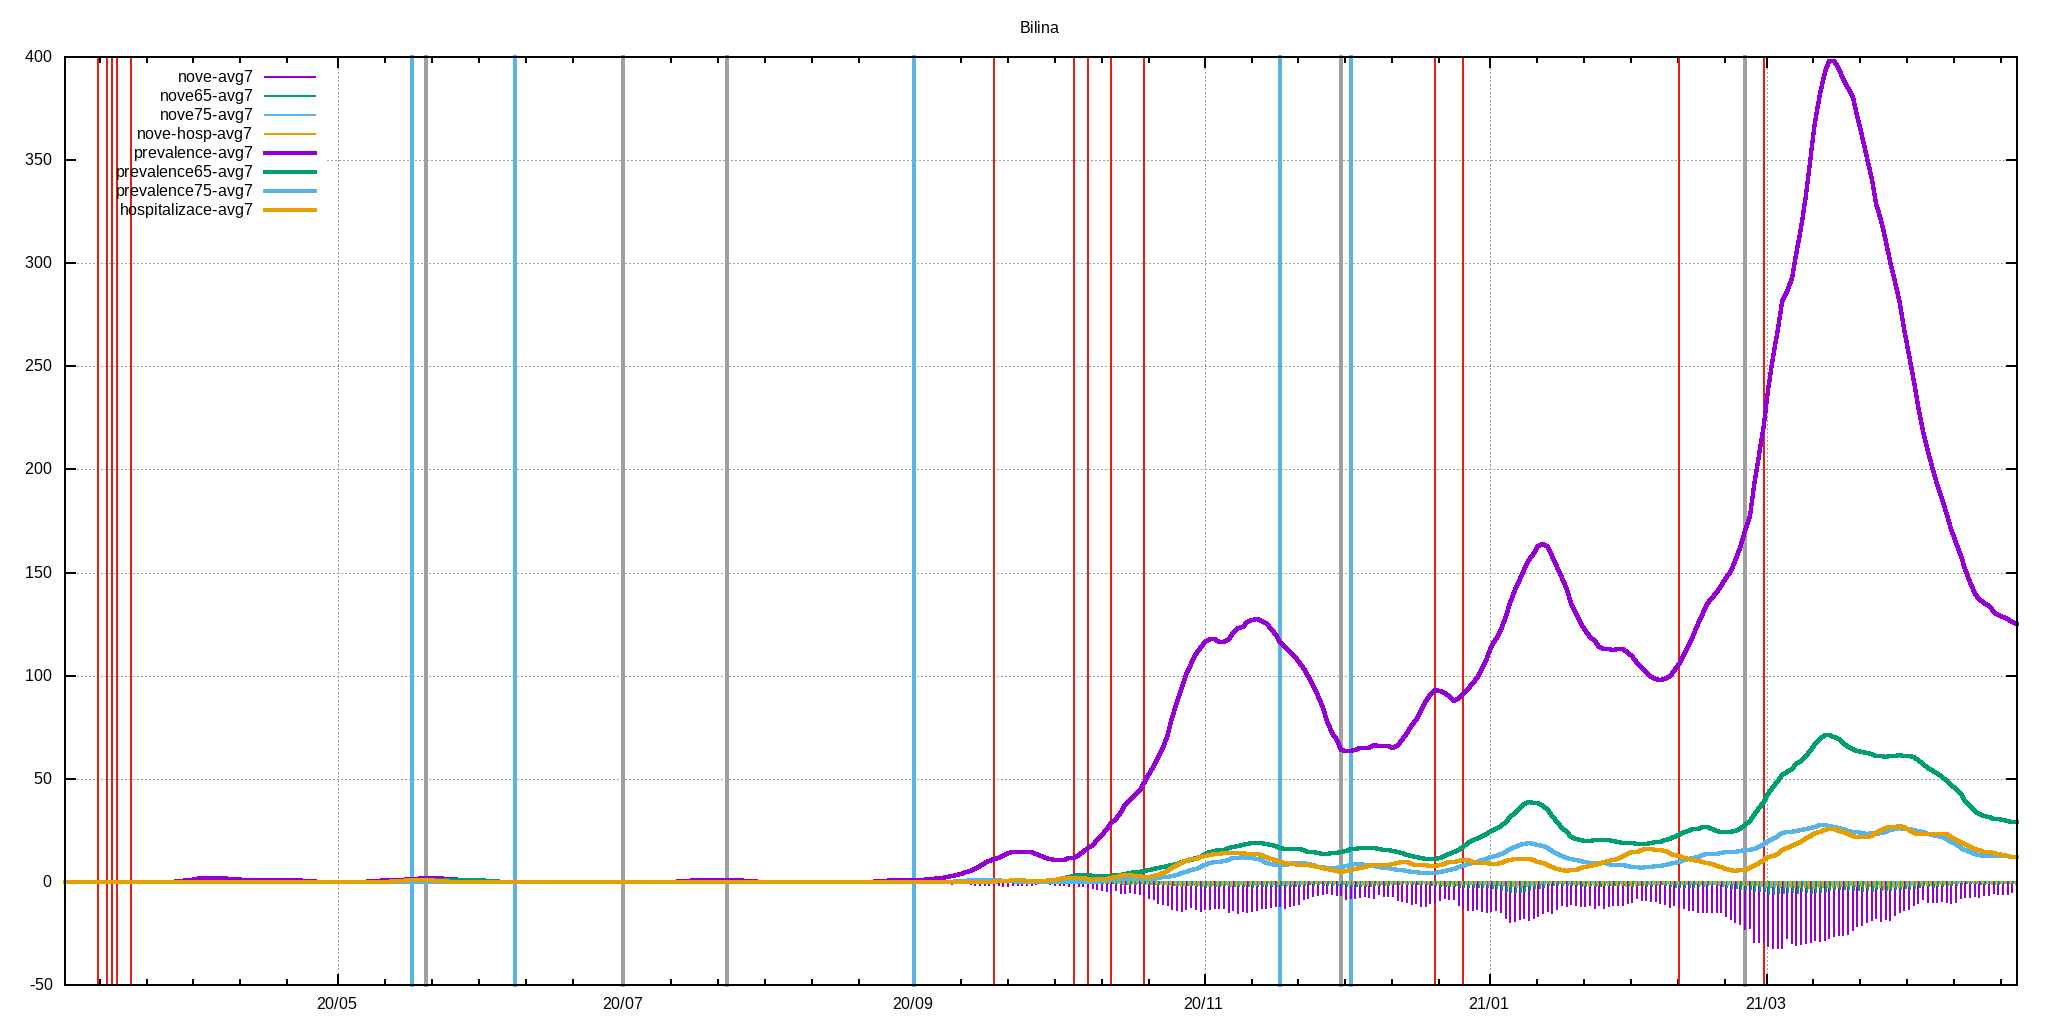 Bilina
400
350
300
250
200
150
100
50
0
-50
nove-avg7
nove65-avg7
nove75-avg7
nove-hosp-avg7
prevalence-avg7
prevalence65-avg7
prevalence75-avg7
hospitalizace-avg7
20/05 20/07 20/09 20/11 21/01 21/03